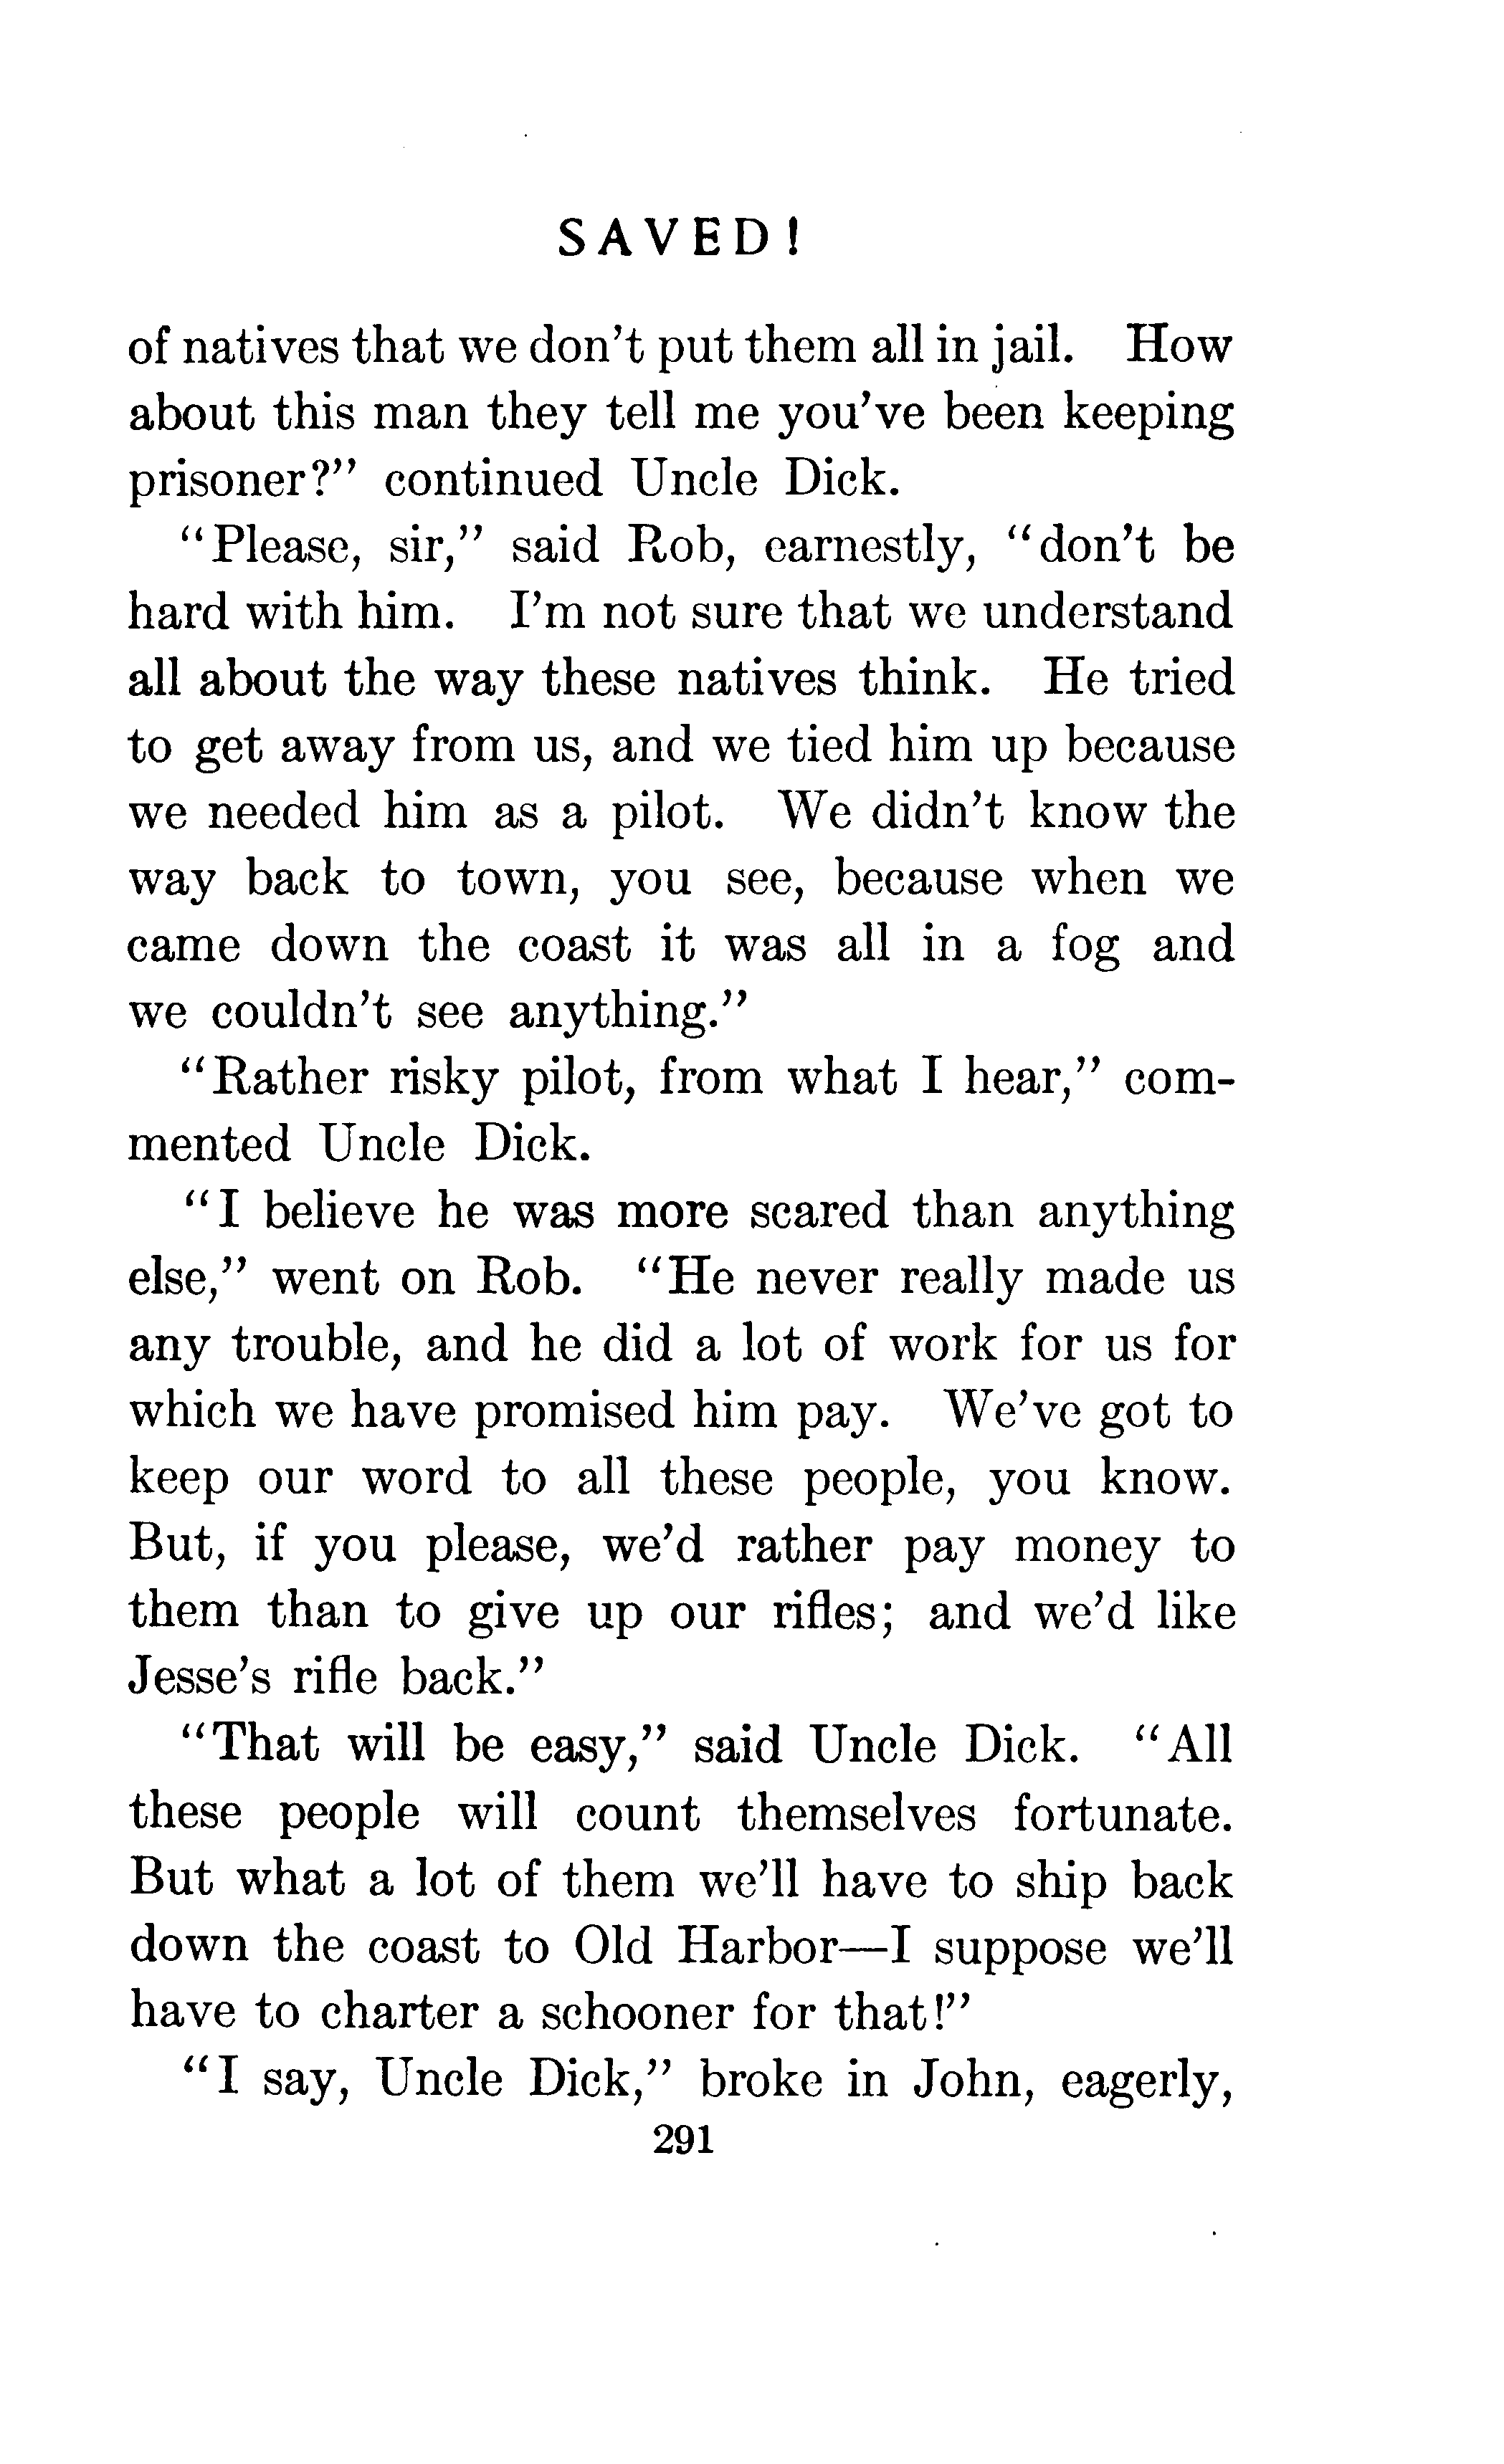 SAVED!
of natives that we don't put them all in jail. How
about this man they tell me you've been keeping
prisoner?" continued Uncle Dick.
"Please, sir," said Rob, earnestly, "don't be
hard with him. I'm not sure that we understand
all about the way these natives think. He tried
to get away from us, and we tied him up because
we needed him as a pilot. We didn't know the
way back to town, you see, because when we
came down the coast it was all in a fog and
we couldn't see anything."
"Rather risky pilot, from what I hear," com-
mented Uncle Dick.
"I believe he was more scared than anything
else," went on Rob. "He never really made us
any trouble, and he did a lot of work for us for
which we have promised him pay. We've got to
keep our word to all these people, you know.
But, if you please, we'd rather pay money to
them than to give up our rifles; and we'd like
Jesse's rifle back."
"That will be easy," said Uncle Dick. "All
these people will count themselves fortunate.
But what a lot of them we'll have to ship back
down the coast to Old Harbor—I suppose we'll
have to charter a schooner for that!"
"I say, Uncle Dick," broke in John, eagerly,
291